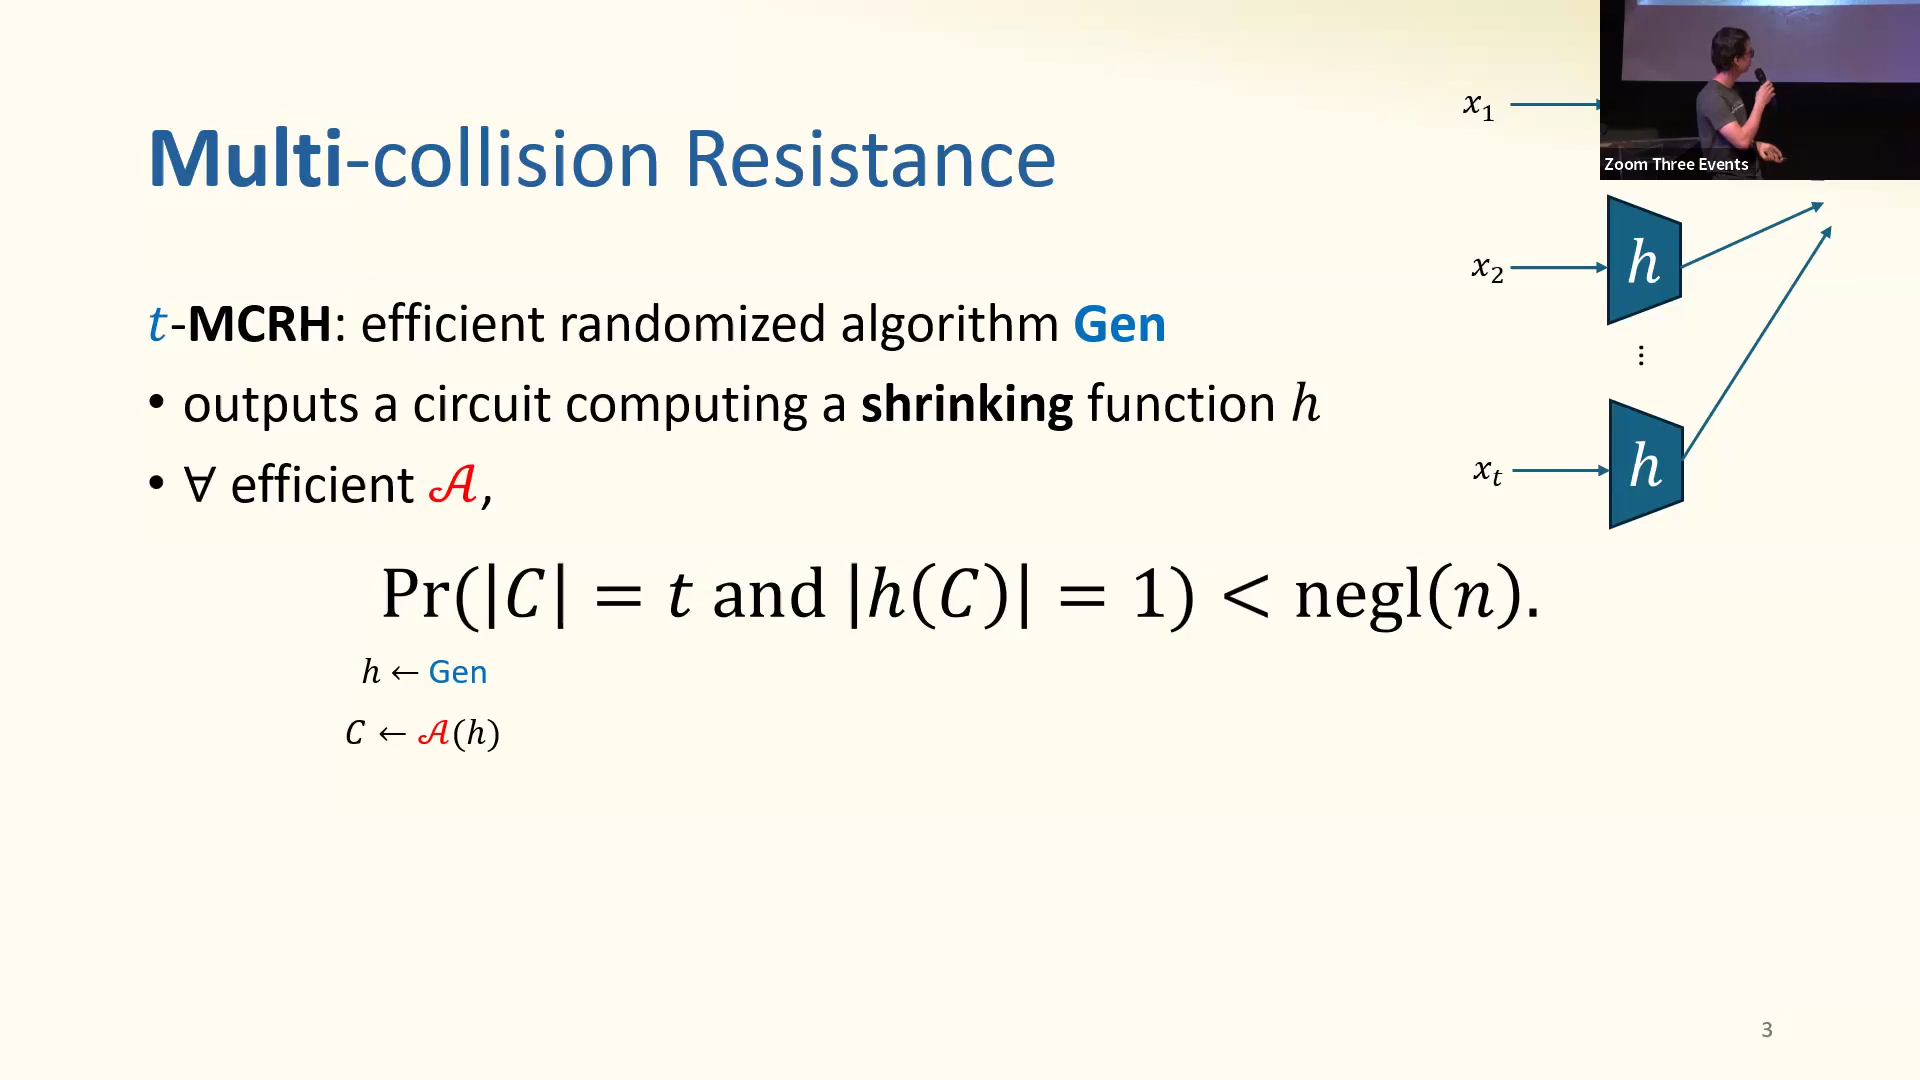 Multi-collision Resistance
t-MCRH: efficient randomized algorithm Gen
• outputs a circuit computing a shrinking function h
• ∀ efficient 𝒜,
Pr(|C| = t and |h(C)| = 1) < negl(n).
h ← Gen
C ← 𝒜(h)
x₁
x₂
h
⋮
xₜ
h
Zoom Three Events
3